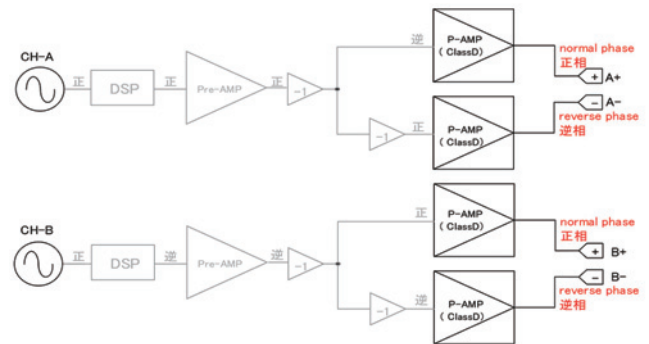 CH-A
正
DSP
正
Pre-AMP
正
-1
逆
P-AMP
( ClassD)
normal phase
正相
+
A+
-1
正
P-AMP
( ClassD)
-
A-
reverse phase
逆相
CH-B
正
DSP
逆
Pre-AMP
逆
-1
正
P-AMP
( ClassD)
normal phase
正相
+
B+
-1
逆
P-AMP
( ClassD)
-
B-
reverse phase
逆相